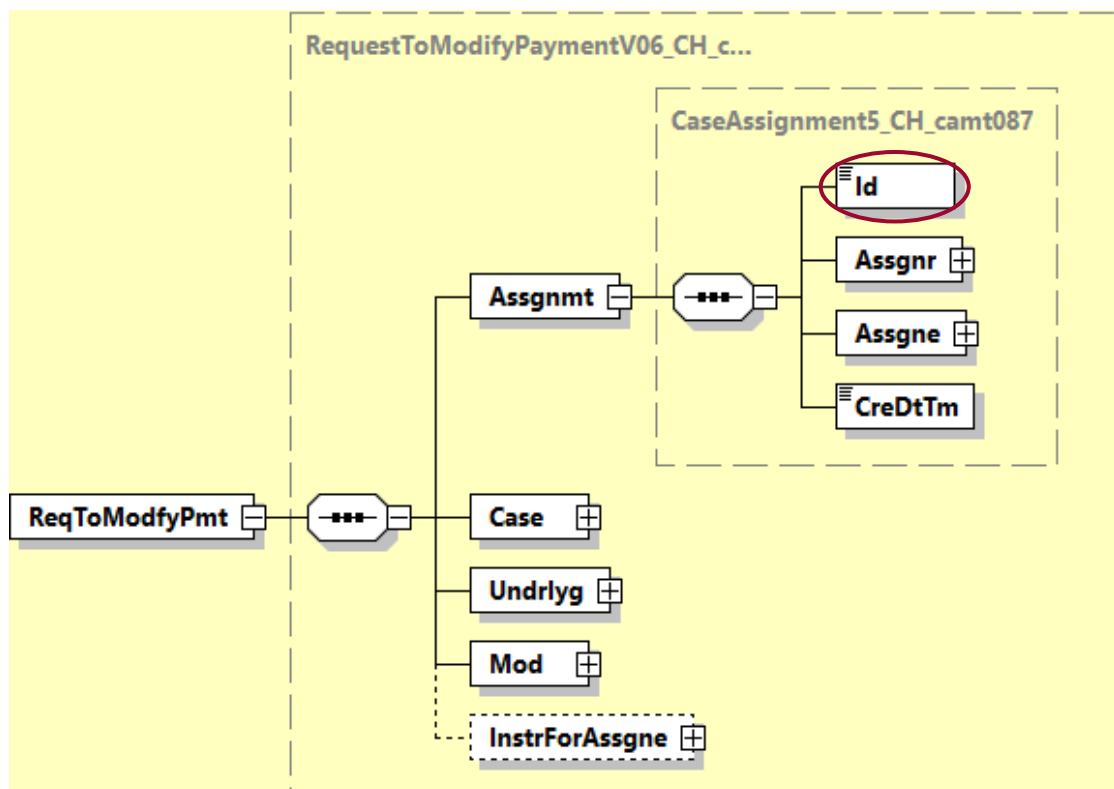 RequestToModifyPaymentV06_CH_c...
CaseAssignment5_CH_camt087
Id
Assgnr
Assgnmt
Assgne
CreDtTm
ReqToModfyPmt
Case
Undrlyg
Mod
InstrForAssgne